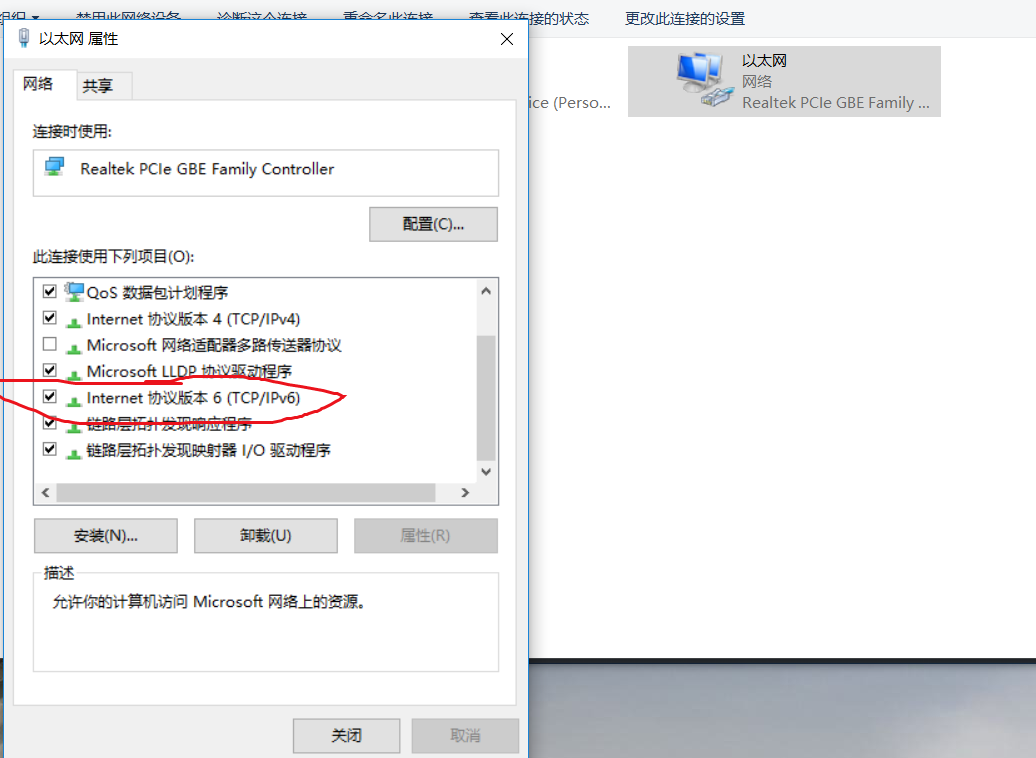 禁用此网络设备 诊断这个连接 重命名此连接 查看此连接的状态 更改此连接的设置
以太网 属性
以太网
网络
Realtek PCIe GBE Family ...
ice (Perso...
网络 共享
连接时使用:
Realtek PCIe GBE Family Controller
配置(C)...
此连接使用下列项目(O):
QoS 数据包计划程序
Internet 协议版本 4 (TCP/IPv4)
Microsoft 网络适配器多路传送器协议
Microsoft LLDP 协议驱动程序
Internet 协议版本 6 (TCP/IPv6)
链路层拓扑发现响应程序
链路层拓扑发现映射器 I/O 驱动程序
安装(N)... 卸载(U) 属性(R)
描述
允许你的计算机访问 Microsoft 网络上的资源。
关闭 取消